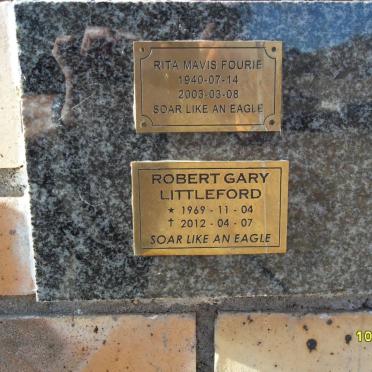 RITA MAVIS FOURIE
1940-07-14
2003-03-08
SOAR LIKE AN EAGLE
ROBERT GARY
LITTLEFORD
★ 1969 - 11 - 04
† 2012 - 04 - 07
SOAR LIKE AN EAGLE
10